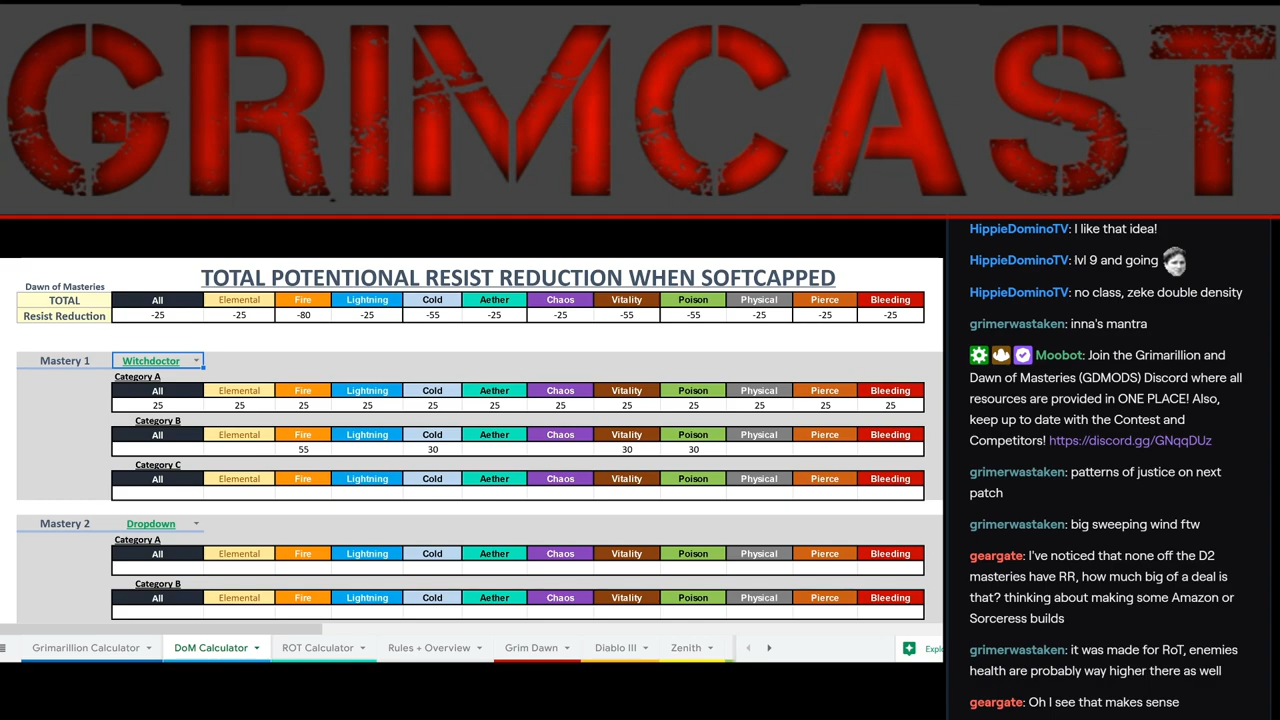 GRIMCAST
TOTAL POTENTIONAL RESIST REDUCTION WHEN SOFTCAPPED
Dawn of Masteries
TOTAL All Elemental Fire Lightning Cold Aether Chaos Vitality Poison Physical Pierce Bleeding
Resist Reduction -25 -25 -80 -25 -55 -25 -25 -55 -55 -25 -25 -25
Mastery 1 Witchdoctor
Category A
All Elemental Fire Lightning Cold Aether Chaos Vitality Poison Physical Pierce Bleeding
25 25 25 25 25 25 25 25 25 25 25 25
Category B
All Elemental Fire Lightning Cold Aether Chaos Vitality Poison Physical Pierce Bleeding
55 30 30 30
Category C
All Elemental Fire Lightning Cold Aether Chaos Vitality Poison Physical Pierce Bleeding
Mastery 2 Dropdown
Category A
All Elemental Fire Lightning Cold Aether Chaos Vitality Poison Physical Pierce Bleeding
Category B
All Elemental Fire Lightning Cold Aether Chaos Vitality Poison Physical Pierce Bleeding
Grimarillion Calculator DoM Calculator ROT Calculator Rules + Overview Grim Dawn Diablo III Zenith Explo
HippieDominoTV: I like that idea!
HippieDominoTV: lvl 9 and going
HippieDominoTV: no class, zeke double density
grimerwastaken: inna's mantra
Moobot: Join the Grimarillion and
Dawn of Masteries (GDMODS) Discord where all
resources are provided in ONE PLACE! Also,
keep up to date with the Contest and
Competitors! https://discord.gg/GNqqDUz
grimerwastaken: patterns of justice on next
patch
grimerwastaken: big sweeping wind ftw
geargate: I've noticed that none off the D2
masteries have RR, how much big of a deal is
that? thinking about making some Amazon or
Sorceress builds
grimerwastaken: it was made for RoT, enemies
health are probably way higher there as well
geargate: Oh I see that makes sense